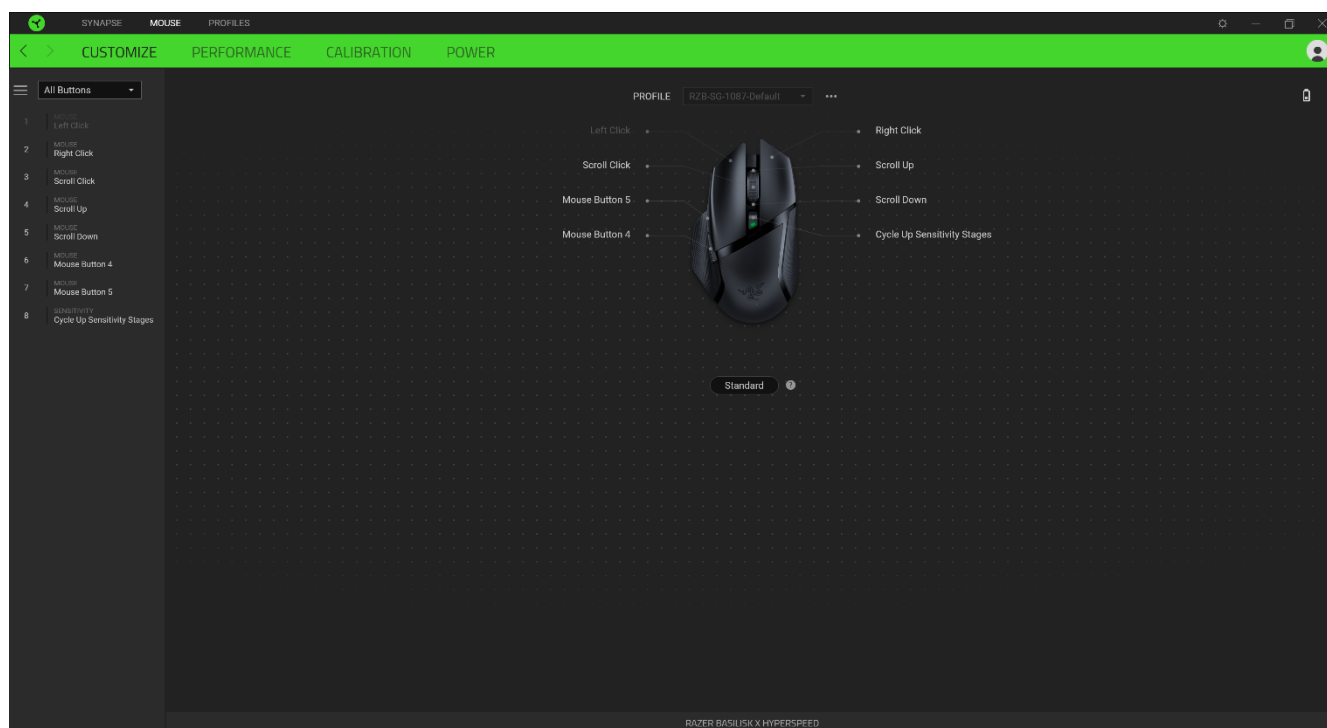 SYNAPSE MOUSE PROFILES
CUSTOMIZE PERFORMANCE CALIBRATION POWER
All Buttons
1 MOUSE
Left Click
2 MOUSE
Right Click
3 MOUSE
Scroll Click
4 MOUSE
Scroll Up
5 MOUSE
Scroll Down
6 MOUSE
Mouse Button 4
7 MOUSE
Mouse Button 5
8 SENSITIVITY
Cycle Up Sensitivity Stages
PROFILE RZB-SG-1087-Default
Left Click
Scroll Click
Mouse Button 5
Mouse Button 4
Right Click
Scroll Up
Scroll Down
Cycle Up Sensitivity Stages
Standard ?
RAZER BASILISK X HYPERSPEED